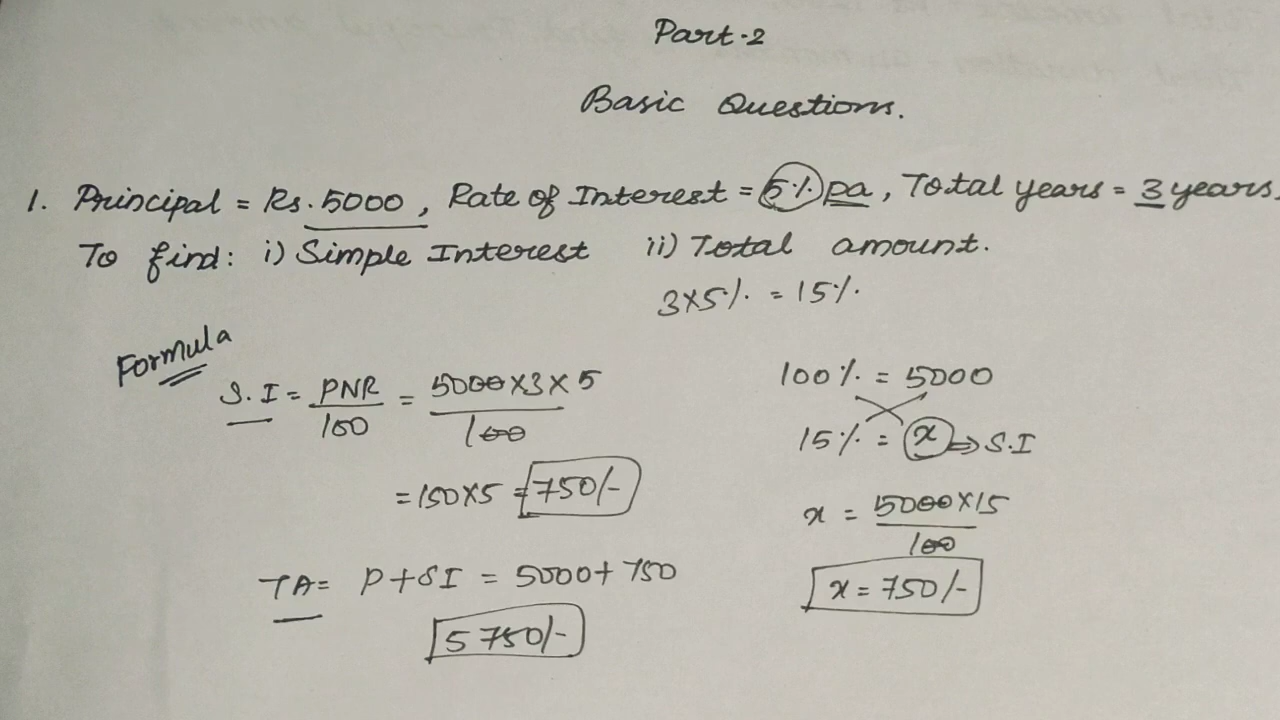 Part-2
Basic Questions.
1. Principal = Rs.5000, Rate of Interest = 5% pa, Total years = 3 years.
To find: i) Simple Interest ii) Total amount.
3×5% = 15%
Formula
S.I = PNR/100 = 5000×3×5/100
= 150×5 = 750/-
TA = P+SI = 5000+750
5750/-
100% = 5000
15% = x ⇒ S.I
x = 5000×15/100
x = 750/-